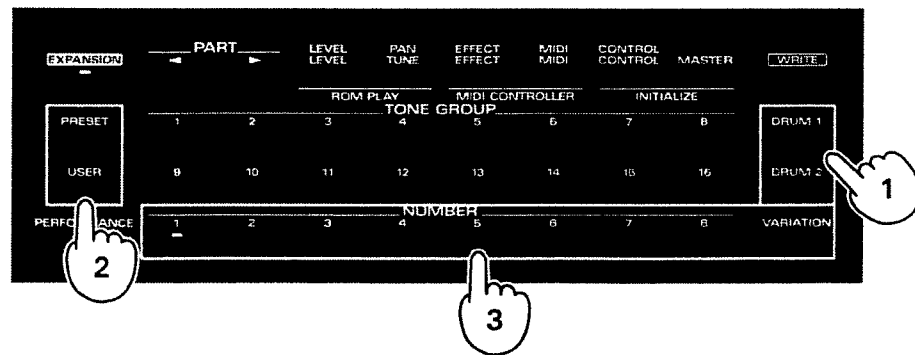 PART
LEVEL PAN EFFECT MIDI CONTROL
EXPANSION ◄ ► LEVEL TUNE EFFECT MIDI CONTROL MASTER WRITE
ROM PLAY MIDI CONTROLLER INITIALIZE
TONE GROUP
PRESET 1 2 3 4 5 6 7 8 DRUM 1
USER 9 10 11 12 13 14 15 16 DRUM 2
1
NUMBER
PERFORMANCE 1 2 3 4 5 6 7 8 VARIATION
2
3